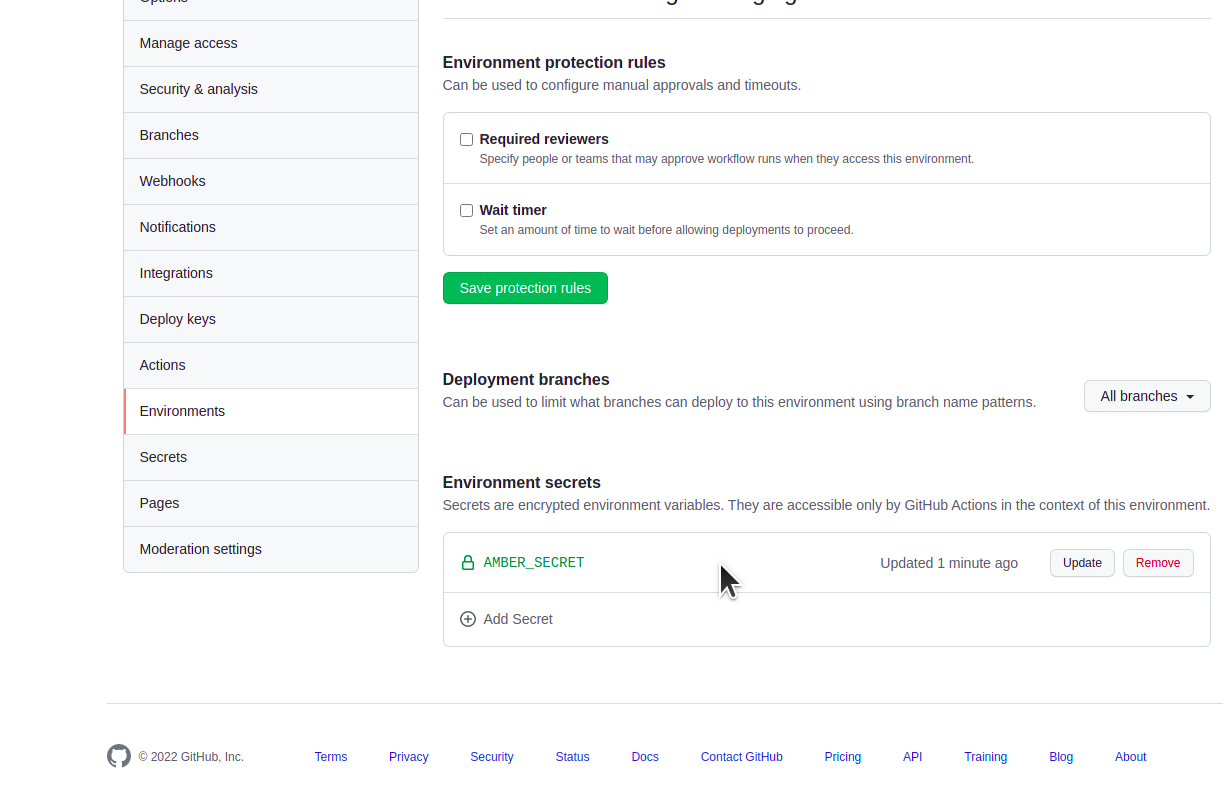 Manage access
Security & analysis
Branches
Webhooks
Notifications
Integrations
Deploy keys
Actions
Environments
Secrets
Pages
Moderation settings
Environment protection rules
Can be used to configure manual approvals and timeouts.
Required reviewers
Specify people or teams that may approve workflow runs when they access this environment.
Wait timer
Set an amount of time to wait before allowing deployments to proceed.
Save protection rules
Deployment branches
Can be used to limit what branches can deploy to this environment using branch name patterns.
All branches
Environment secrets
Secrets are encrypted environment variables. They are accessible only by GitHub Actions in the context of this environment.
AMBER_SECRET Updated 1 minute ago Update Remove
Add Secret
© 2022 GitHub, Inc. Terms Privacy Security Status Docs Contact GitHub Pricing API Training Blog About